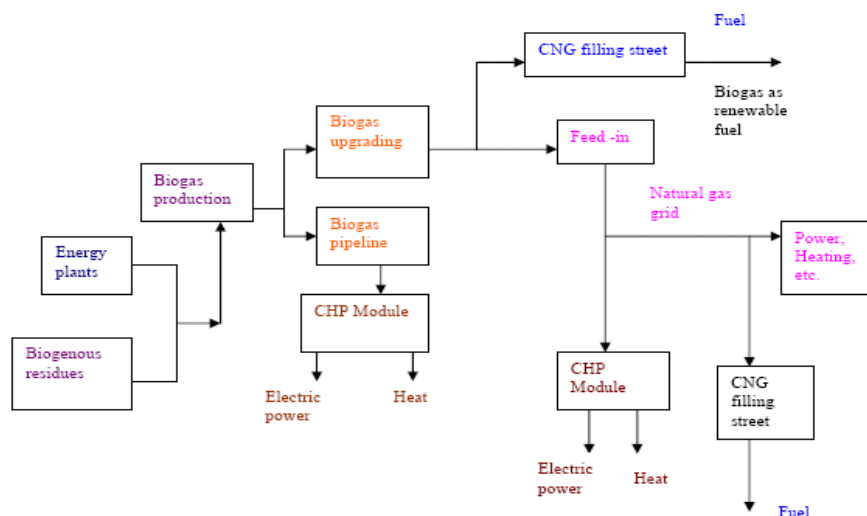 Fuel
CNG filling street
Biogas as
renewable
fuel
Biogas
upgrading
Feed -in
Biogas
production
Natural gas
grid
Biogas
pipeline
Energy
plants
Power,
Heating,
etc.
CHP Module
Biogenous
residues
CHP
Module
CNG
filling
street
Electric
power
Heat
Electric
power
Heat
Fuel